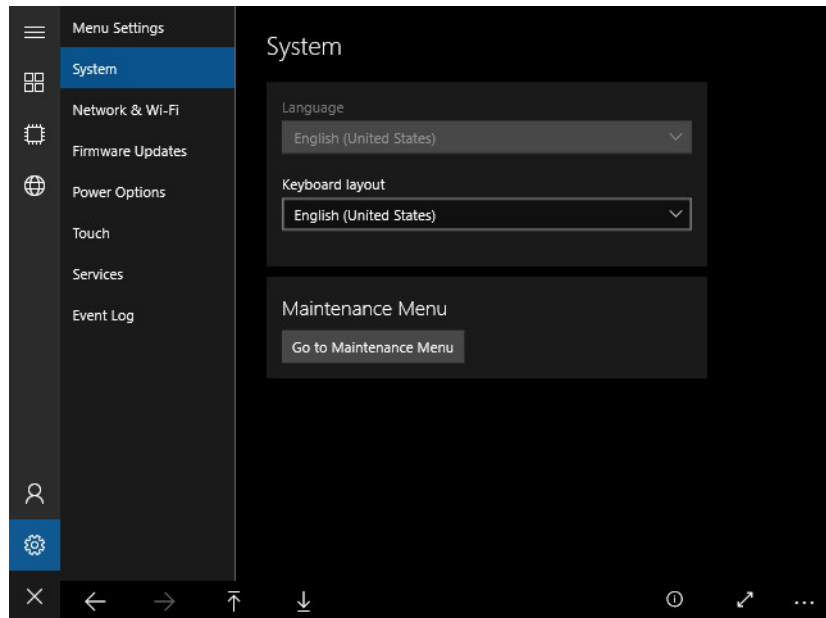 Menu Settings
System
Network & Wi-Fi
Firmware Updates
Power Options
Touch
Services
Event Log
System
Language
English (United States)
Keyboard layout
English (United States)
Maintenance Menu
Go to Maintenance Menu